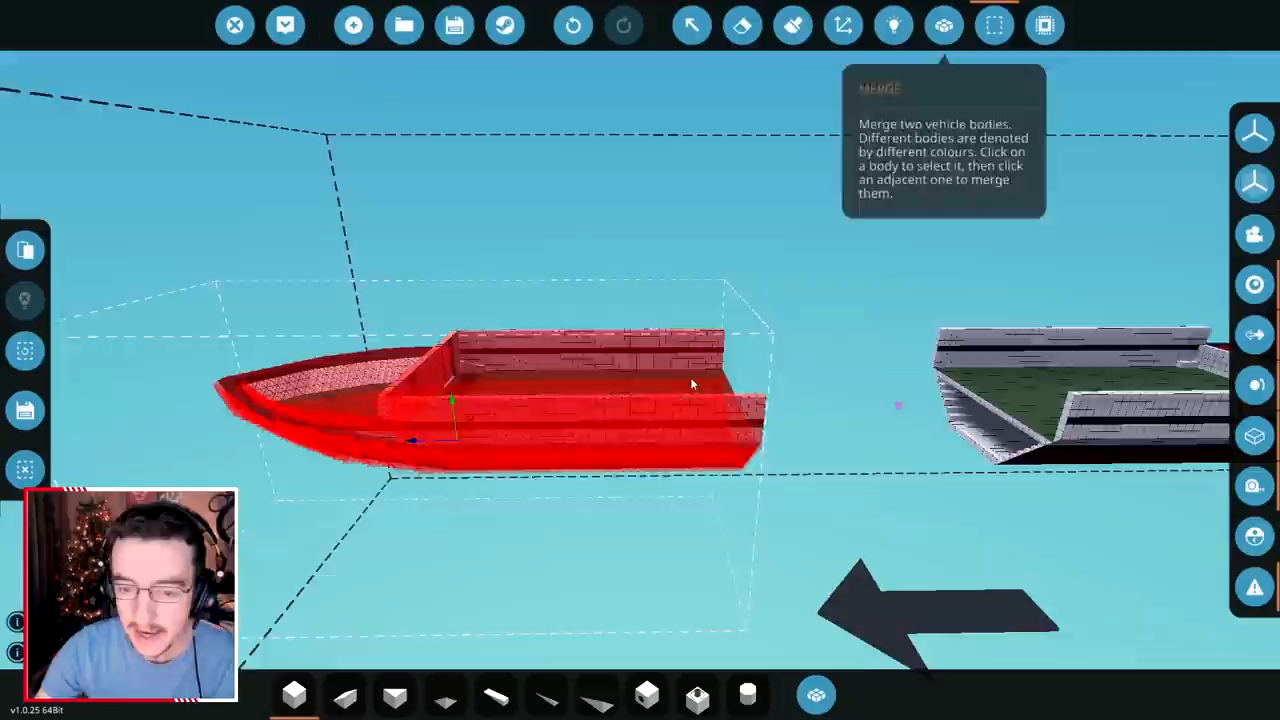 MERGE
Merge two vehicle bodies.
Different bodies are denoted
by different colours. Click on
a body to select it, then click
an adjacent one to merge
them.
v1.0.25 64Bit